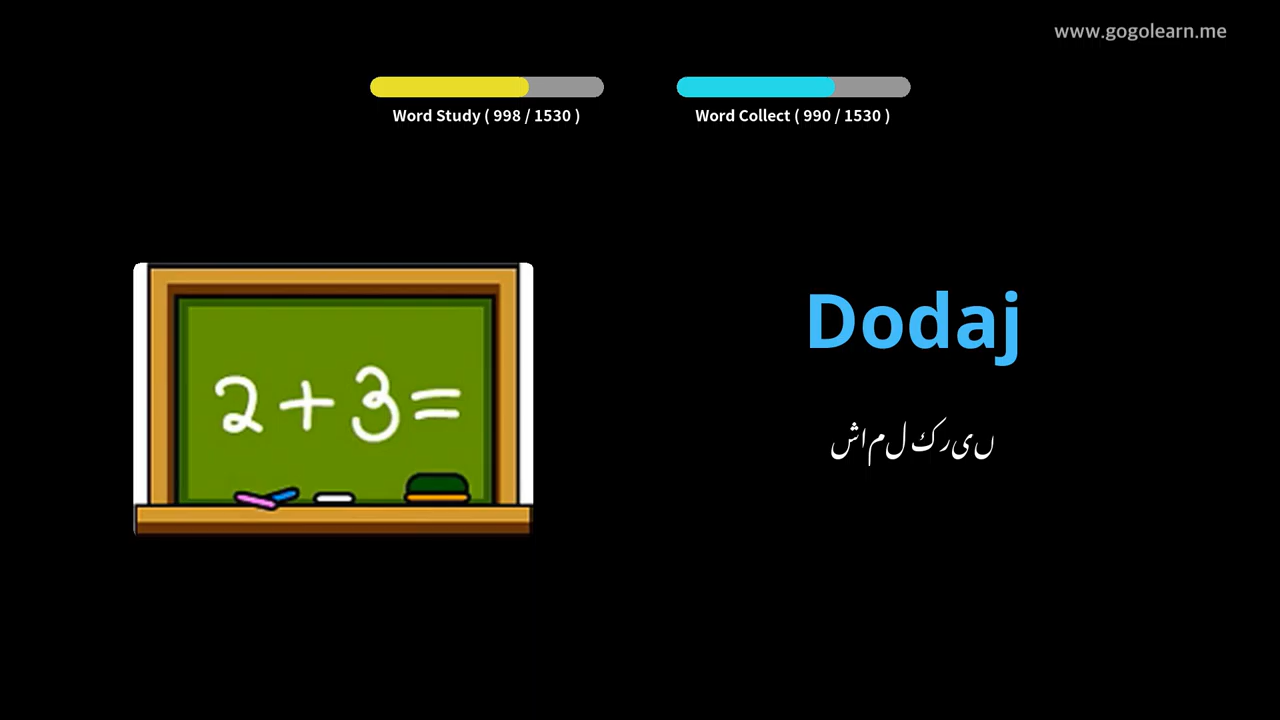 www.gogolearn.me
Word Study ( 998 / 1530 )
Word Collect ( 990 / 1530 )
2 + 3 =
Dodaj
شامل کریں